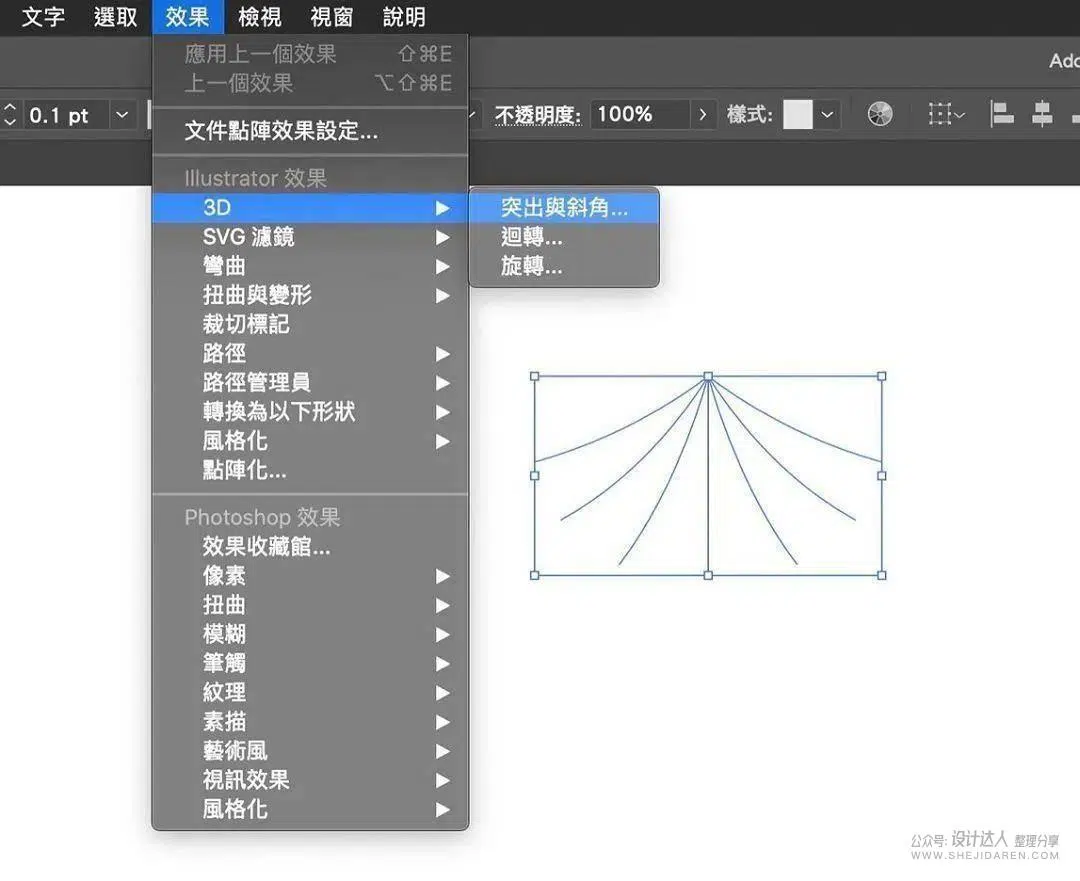 文字 選取 效果 檢視 視窗 說明
應用上一個效果 ⇧⌘E
上一個效果 ⌥⇧⌘E
Ado
0.1 pt
不透明度: 100% 樣式:
文件點陣效果設定...
Illustrator 效果
3D
突出與斜角...
迴轉...
旋轉...
SVG 濾鏡
彎曲
扭曲與變形
裁切標記
路徑
路徑管理員
轉換為以下形狀
風格化
點陣化...
Photoshop 效果
效果收藏館...
像素
扭曲
模糊
筆觸
紋理
素描
藝術風
視訊效果
風格化
公众号: 设计达人 整理分享
WWW.SHEJIDAREN.COM